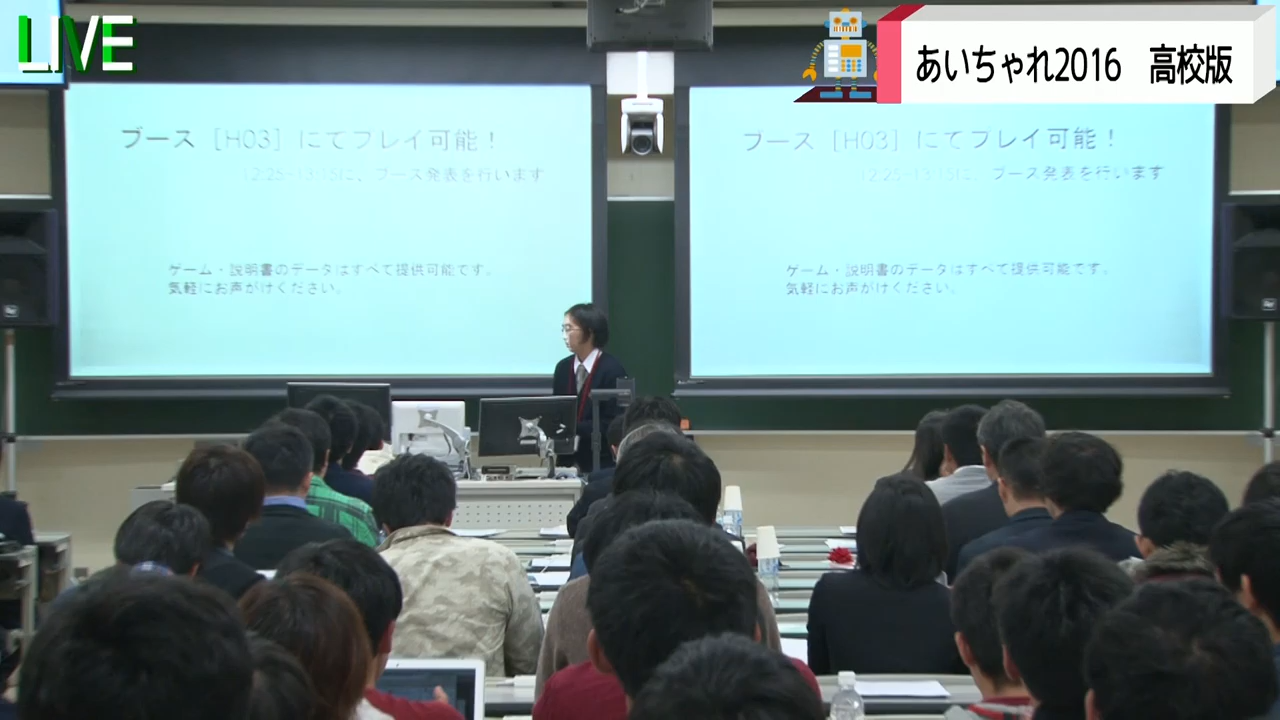 LIVE
あいちゃれ2016 高校版
ブース [H03] にてプレイ可能！
12:25-13:15に、ブース発表を行います
ゲーム・説明書のデータはすべて提供可能です。
気軽にお声がけください。
ブース [H03] にてプレイ可能！
12:25-13:15に、ブース発表を行います
ゲーム・説明書のデータはすべて提供可能です。
気軽にお声がけください。